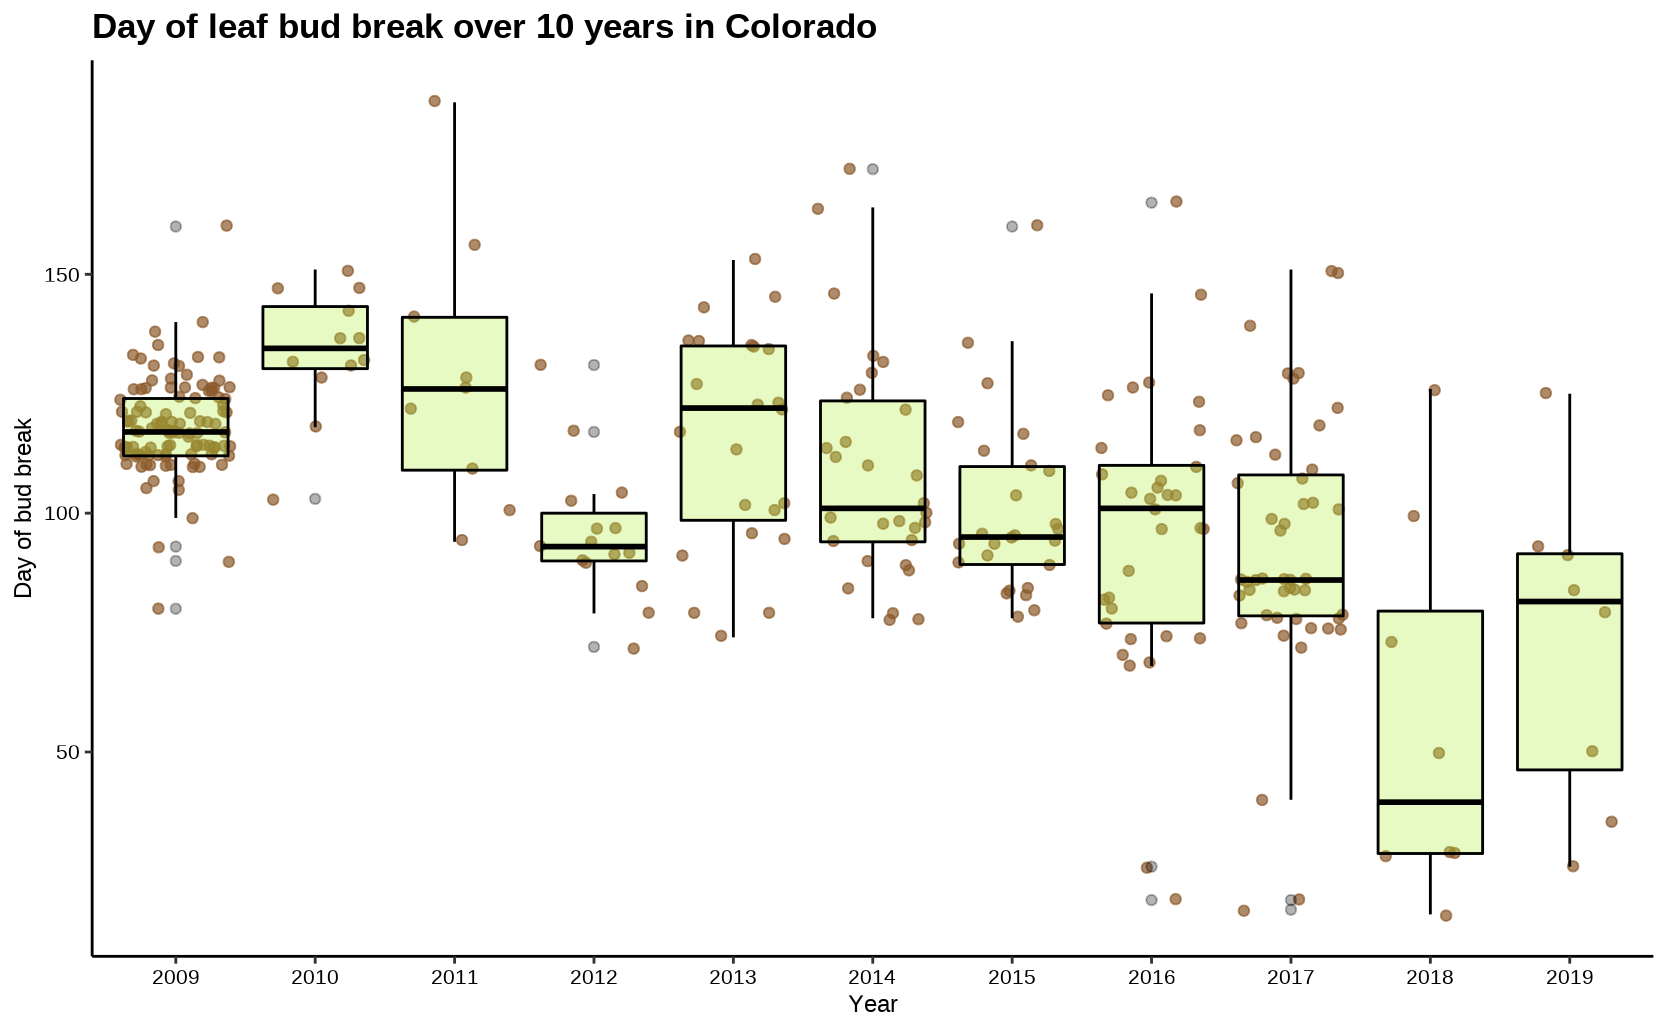 Day of leaf bud break over 10 years in Colorado
Day of bud break
150
100
50
2009 2010 2011 2012 2013 2014 2015 2016 2017 2018 2019
Year